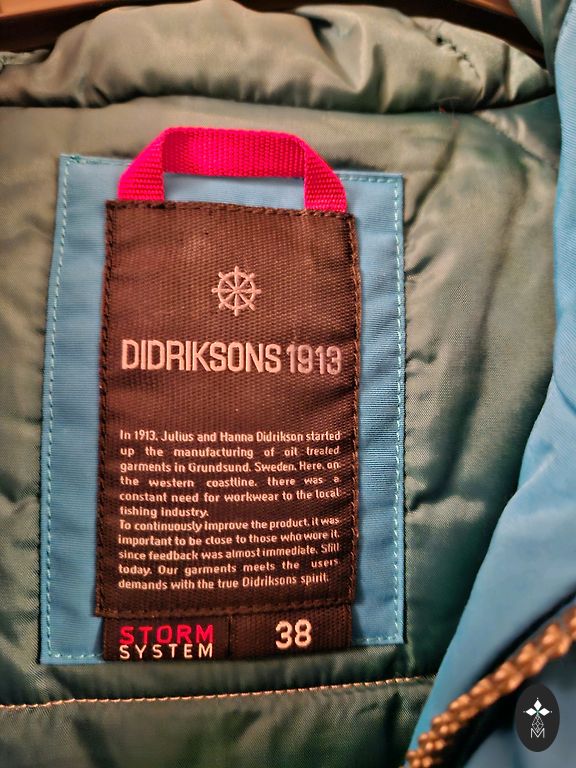 DIDRIKSONS 1913
In 1913, Julius and Hanna Didrikson started
up the manufacturing of oil treated
garments in Grundsund, Sweden. Here, on
the western coastline, there was a
constant need for workwear to the local
fishing industry.
To continuously improve the product, it was
important to be close to those who wore it,
since feedback was almost immediate. Still
today. Our garments meets the users
demands with the true Didriksons spirit.
STORM
SYSTEM
38